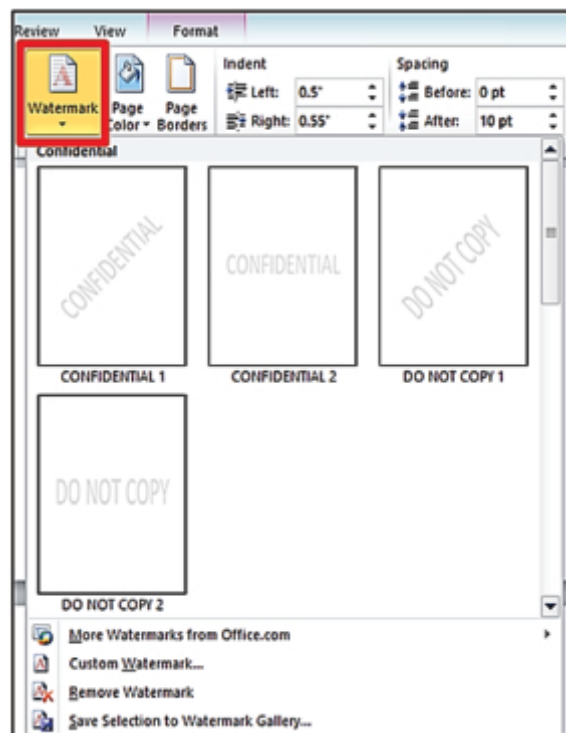 Review View Format
Indent Spacing
Watermark Page Color Page Borders Left: 0.5" Before: 0 pt
Right: 0.55" After: 10 pt
Confidential
CONFIDENTIAL CONFIDENTIAL DO NOT COPY
CONFIDENTIAL 1 CONFIDENTIAL 2 DO NOT COPY 1
DO NOT COPY
DO NOT COPY 2
More Watermarks from Office.com
Custom Watermark...
Remove Watermark
Save Selection to Watermark Gallery...